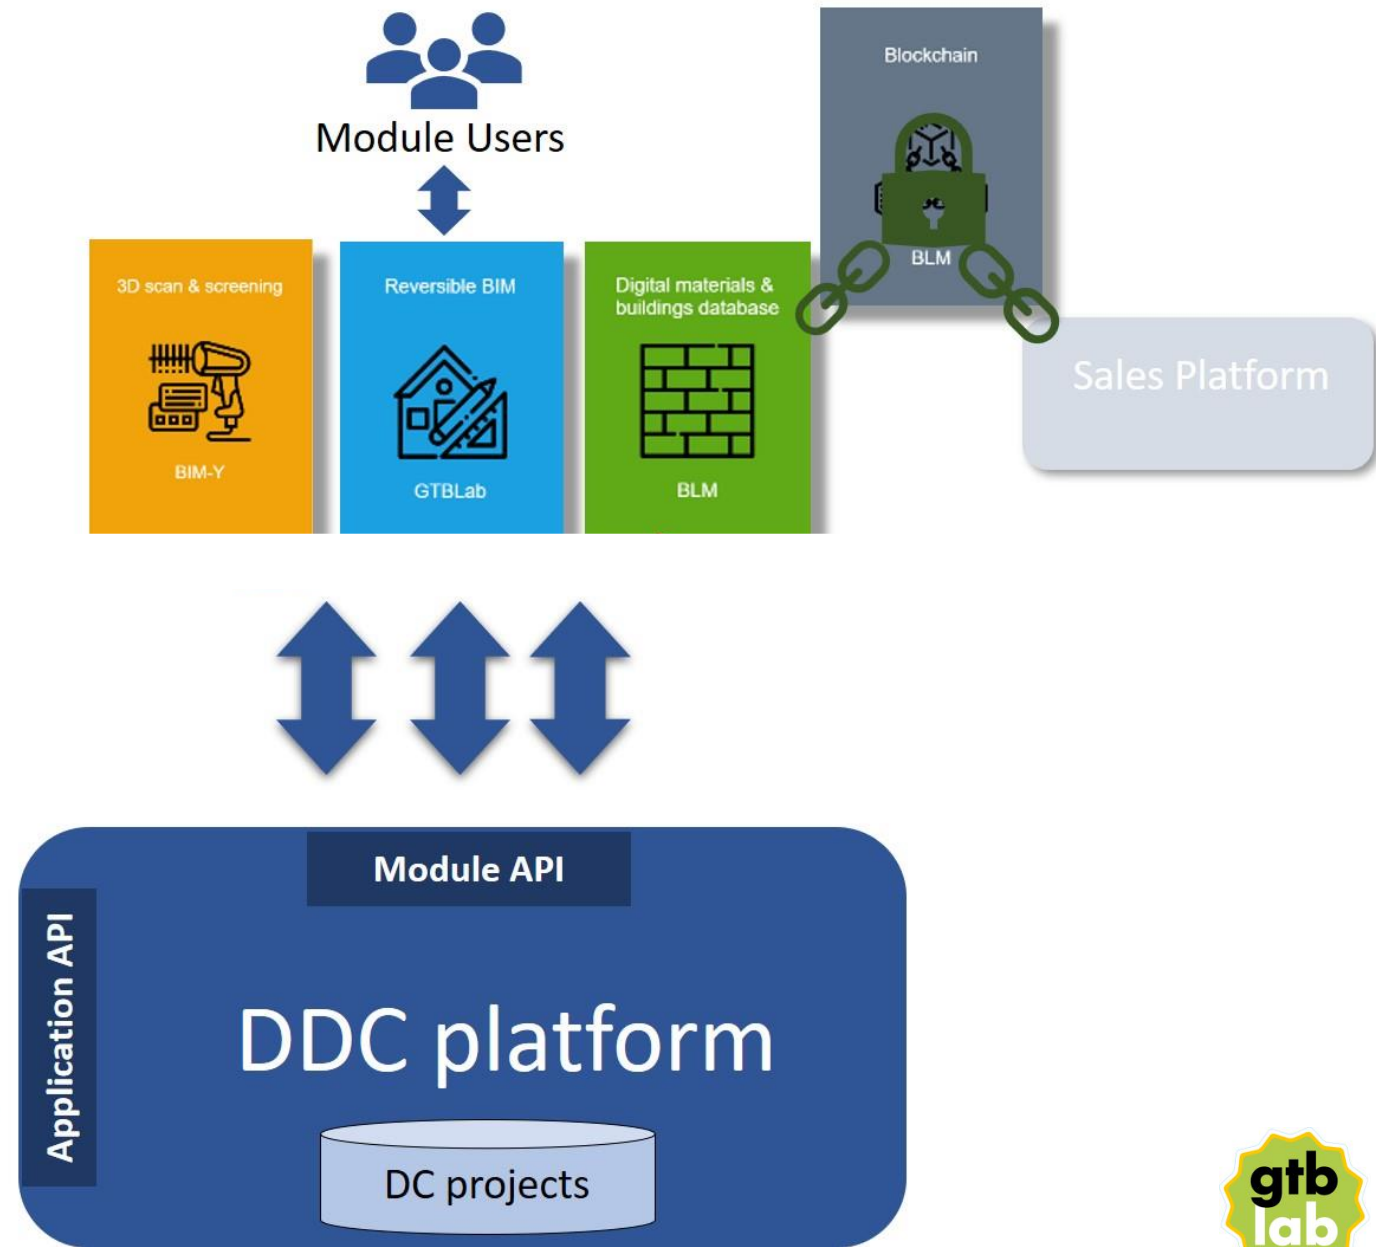 Module Users
Blockchain
BLM
3D scan & screening
BIM-Y
Reversible BIM
GTBLab
Digital materials &
buildings database
BLM
Sales Platform
Module API
Application API
DDC platform
DC projects
gtb
lab